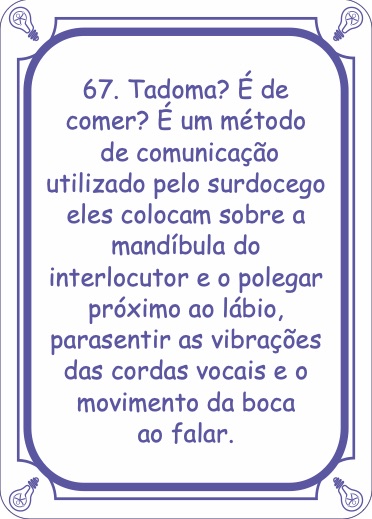 67. Tadoma? É de
comer? É um método
de comunicação
utilizado pelo surdocego
eles colocam sobre a
mandíbula do
interlocutor e o polegar
próximo ao lábio,
parasentir as vibrações
das cordas vocais e o
movimento da boca
ao falar.